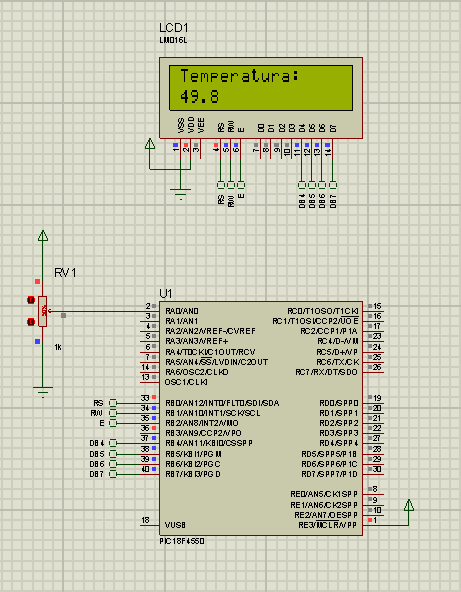 LCD1
LM016L
Temperatura:
49.8
VSS VDD VEE RS RW E D0 D1 D2 D3 D4 D5 D6 D7
1 2 3 4 5 6 7 8 9 10 11 12 13 14
RS RW E DB4 DB5 DB6 DB7
RV1
1k
U1
2 RA0/AN0 RC0/T1OSO/T1CKI 15
3 RA1/AN1 RC1/T1OSI/CCP2/UOE 16
4 RA2/AN2/VREF-/CVREF RC2/CCP1/P1A 17
5 RA3/AN3/VREF+ RC4/D-/VM 23
6 RA4/T0CKI/C1OUT/RCV RC5/D+/VP 24
7 RA5/AN4/SS/LVDIN/C2OUT RC6/TX/CK 25
14 RA6/OSC2/CLKO RC7/RX/DT/SDO 26
13 OSC1/CLKI
RS 33 RB0/AN12/INT0/FLT0/SDI/SDA RD0/SPP0 19
RW 34 RB1/AN10/INT1/SCK/SCL RD1/SPP1 20
E 35 RB2/AN8/INT2/VMO RD2/SPP2 21
36 RB3/AN9/CCP2/VPO RD3/SPP3 22
DB4 37 RB4/AN11/KBI0/CSSPP RD4/SPP4 27
DB5 38 RB5/KBI1/PGM RD5/SPP5/P1B 28
DB6 39 RB6/KBI2/PGC RD6/SPP6/P1C 29
DB7 40 RB7/KBI3/PGD RD7/SPP7/P1D 30
RE0/AN5/CK1SPP 8
RE1/AN6/CK2SPP 9
RE2/AN7/OESPP 10
18 VUSB RE3/MCLR/VPP 1
PIC18F4550